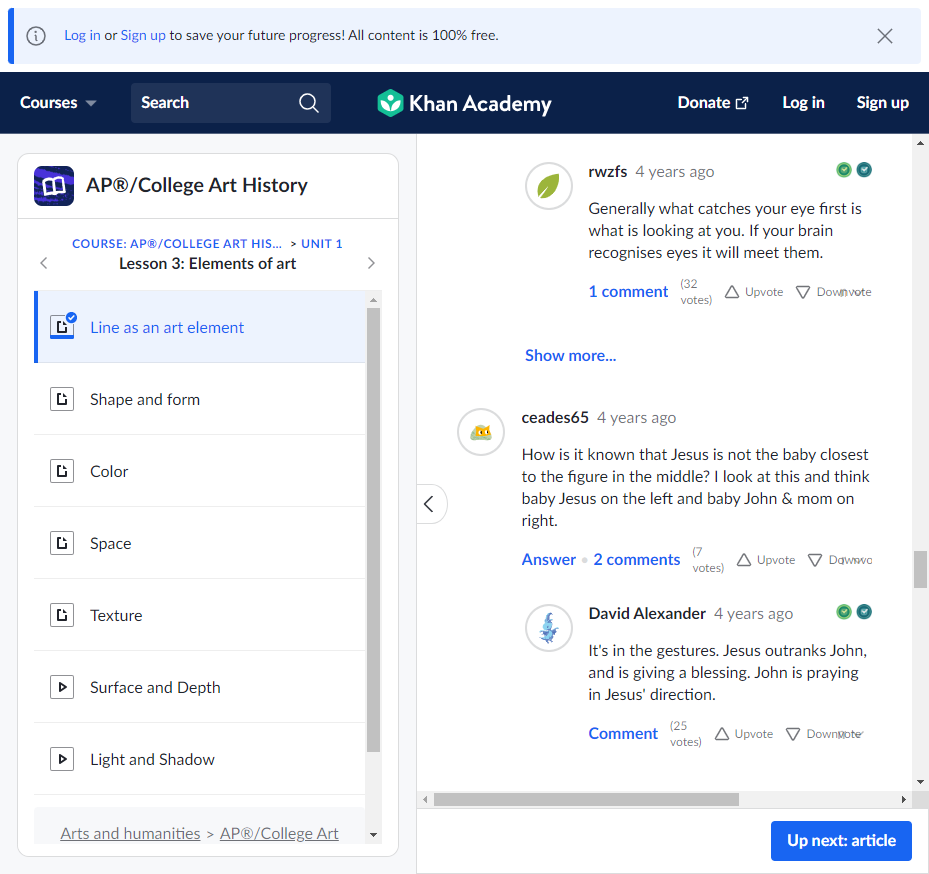 Log in or Sign up to save your future progress! All content is 100% free.
Courses
Search
Khan Academy
Donate
Log in
Sign up
AP®/College Art History
COURSE: AP®/COLLEGE ART HIS... > UNIT 1
Lesson 3: Elements of art
Line as an art element
Shape and form
Color
Space
Texture
Surface and Depth
Light and Shadow
Arts and humanities > AP®/College Art
rwzfs 4 years ago
Generally what catches your eye first is
what is looking at you. If your brain
recognises eyes it will meet them.
1 comment (32
votes) Upvote Downvote
Show more...
ceades65 4 years ago
How is it known that Jesus is not the baby closest
to the figure in the middle? I look at this and think
baby Jesus on the left and baby John & mom on
right.
Answer • 2 comments (7
votes) Upvote
David Alexander 4 years ago
It's in the gestures. Jesus outranks John,
and is giving a blessing. John is praying
in Jesus' direction.
Comment (25
votes) Upvote Downvote
Up next: article